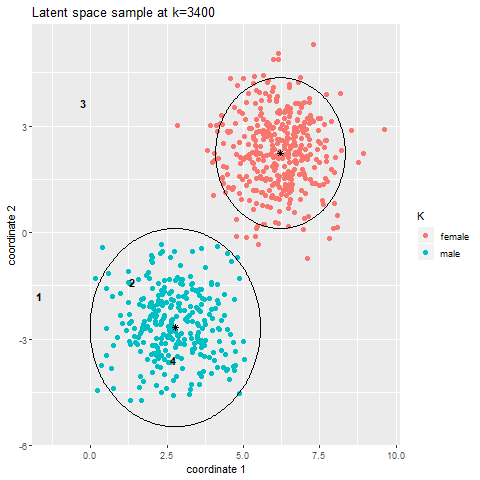 Latent space sample at k=3400
3
3
K
female
male
coordinate 2
0
2
1
-3
4
-6
0.0 2.5 5.0 7.5 10.0
coordinate 1